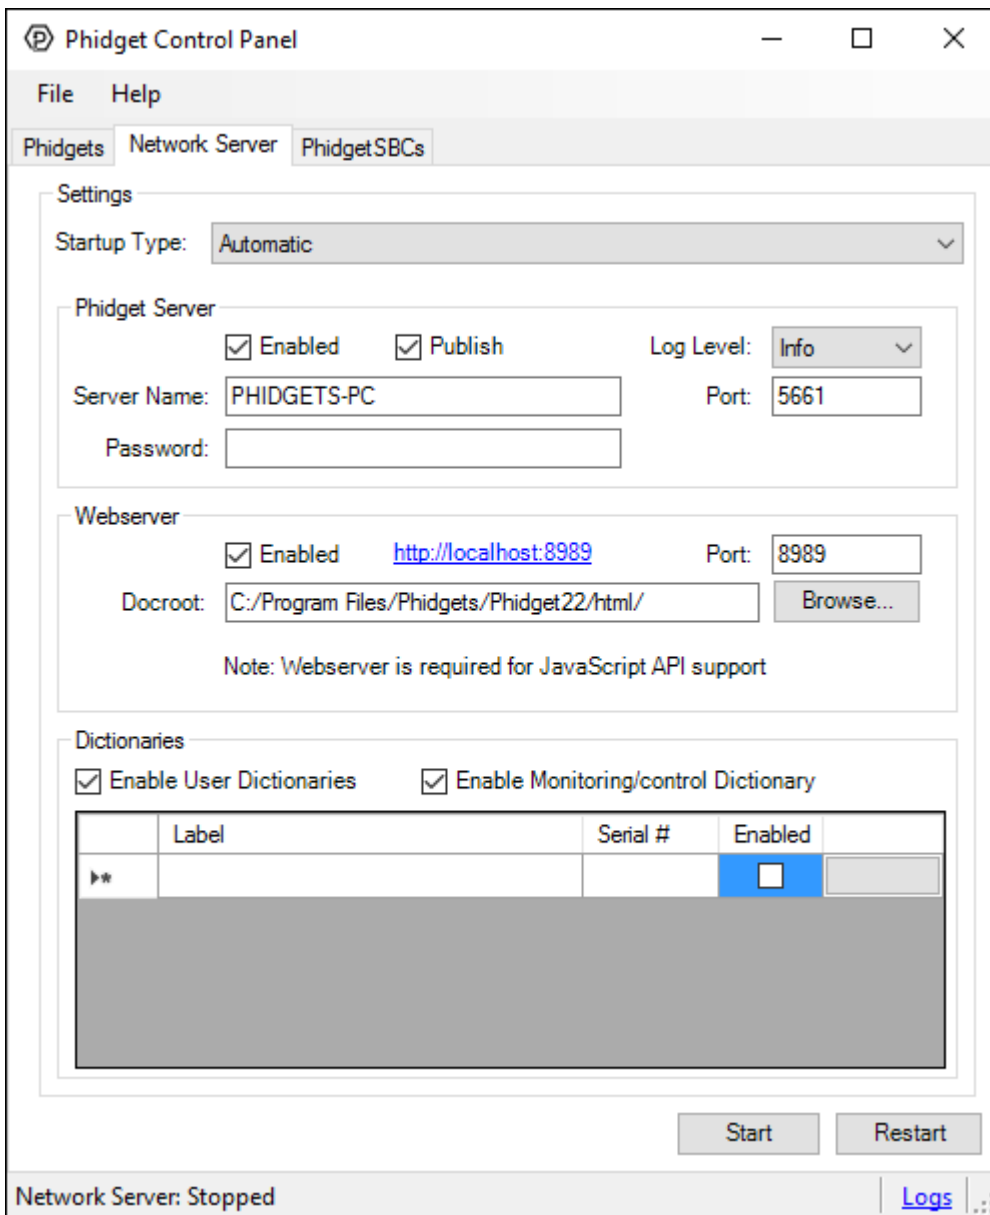 Phidget Control Panel
File Help
Phidgets Network Server PhidgetSBCs
Settings
Startup Type: Automatic
Phidget Server
Enabled Publish Log Level: Info
Server Name: PHIDGETS-PC Port: 5661
Password:
Webserver
Enabled http://localhost:8989 Port: 8989
Docroot: C:/Program Files/Phidgets/Phidget22/html/ Browse...
Note: Webserver is required for JavaScript API support
Dictionaries
Enable User Dictionaries Enable Monitoring/control Dictionary
Label Serial # Enabled
Start Restart
Network Server: Stopped Logs